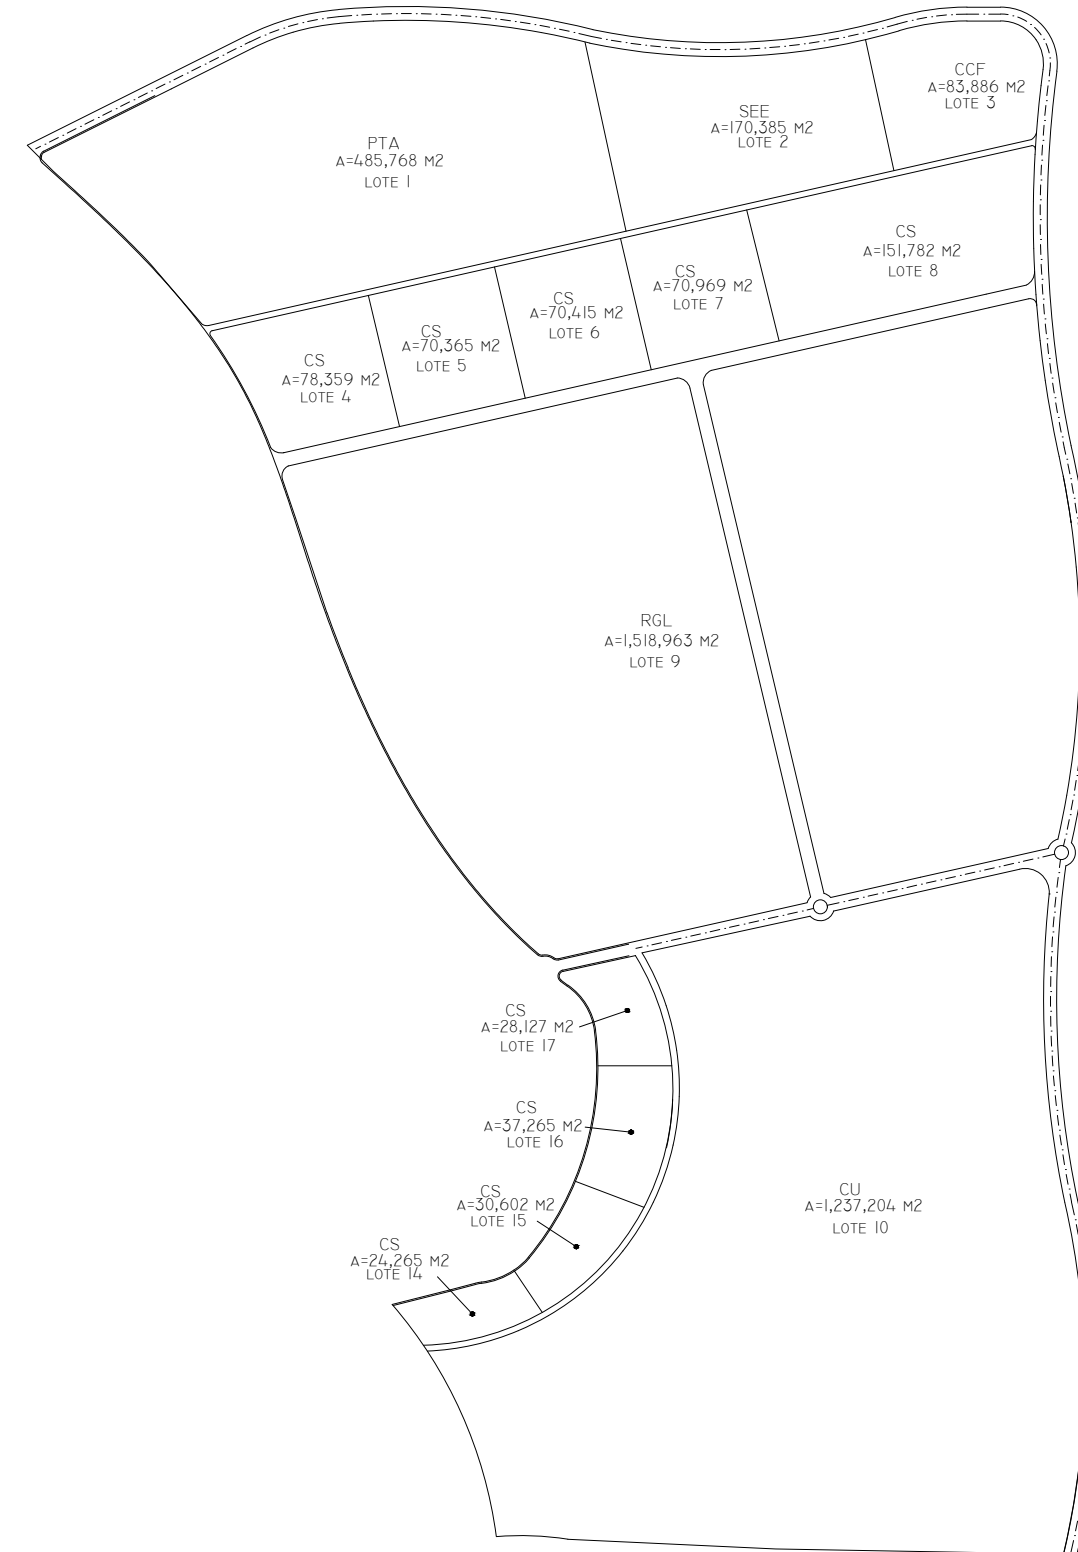 CCF
A=83,886 M2
LOTE 3
SEE
A=170,385 M2
LOTE 2
PTA
A=485,768 M2
LOTE 1
CS
A=151,782 M2
LOTE 8
CS
A=70,969 M2
LOTE 7
CS
A=70,415 M2
LOTE 6
CS
A=70,365 M2
LOTE 5
CS
A=78,359 M2
LOTE 4
RGL
A=1,518,963 M2
LOTE 9
CS
A=28,127 M2
LOTE 17
CS
A=37,265 M2
LOTE 16
CS
A=30,602 M2
LOTE 15
CU
A=1,237,204 M2
LOTE 10
CS
A=24,265 M2
LOTE 14